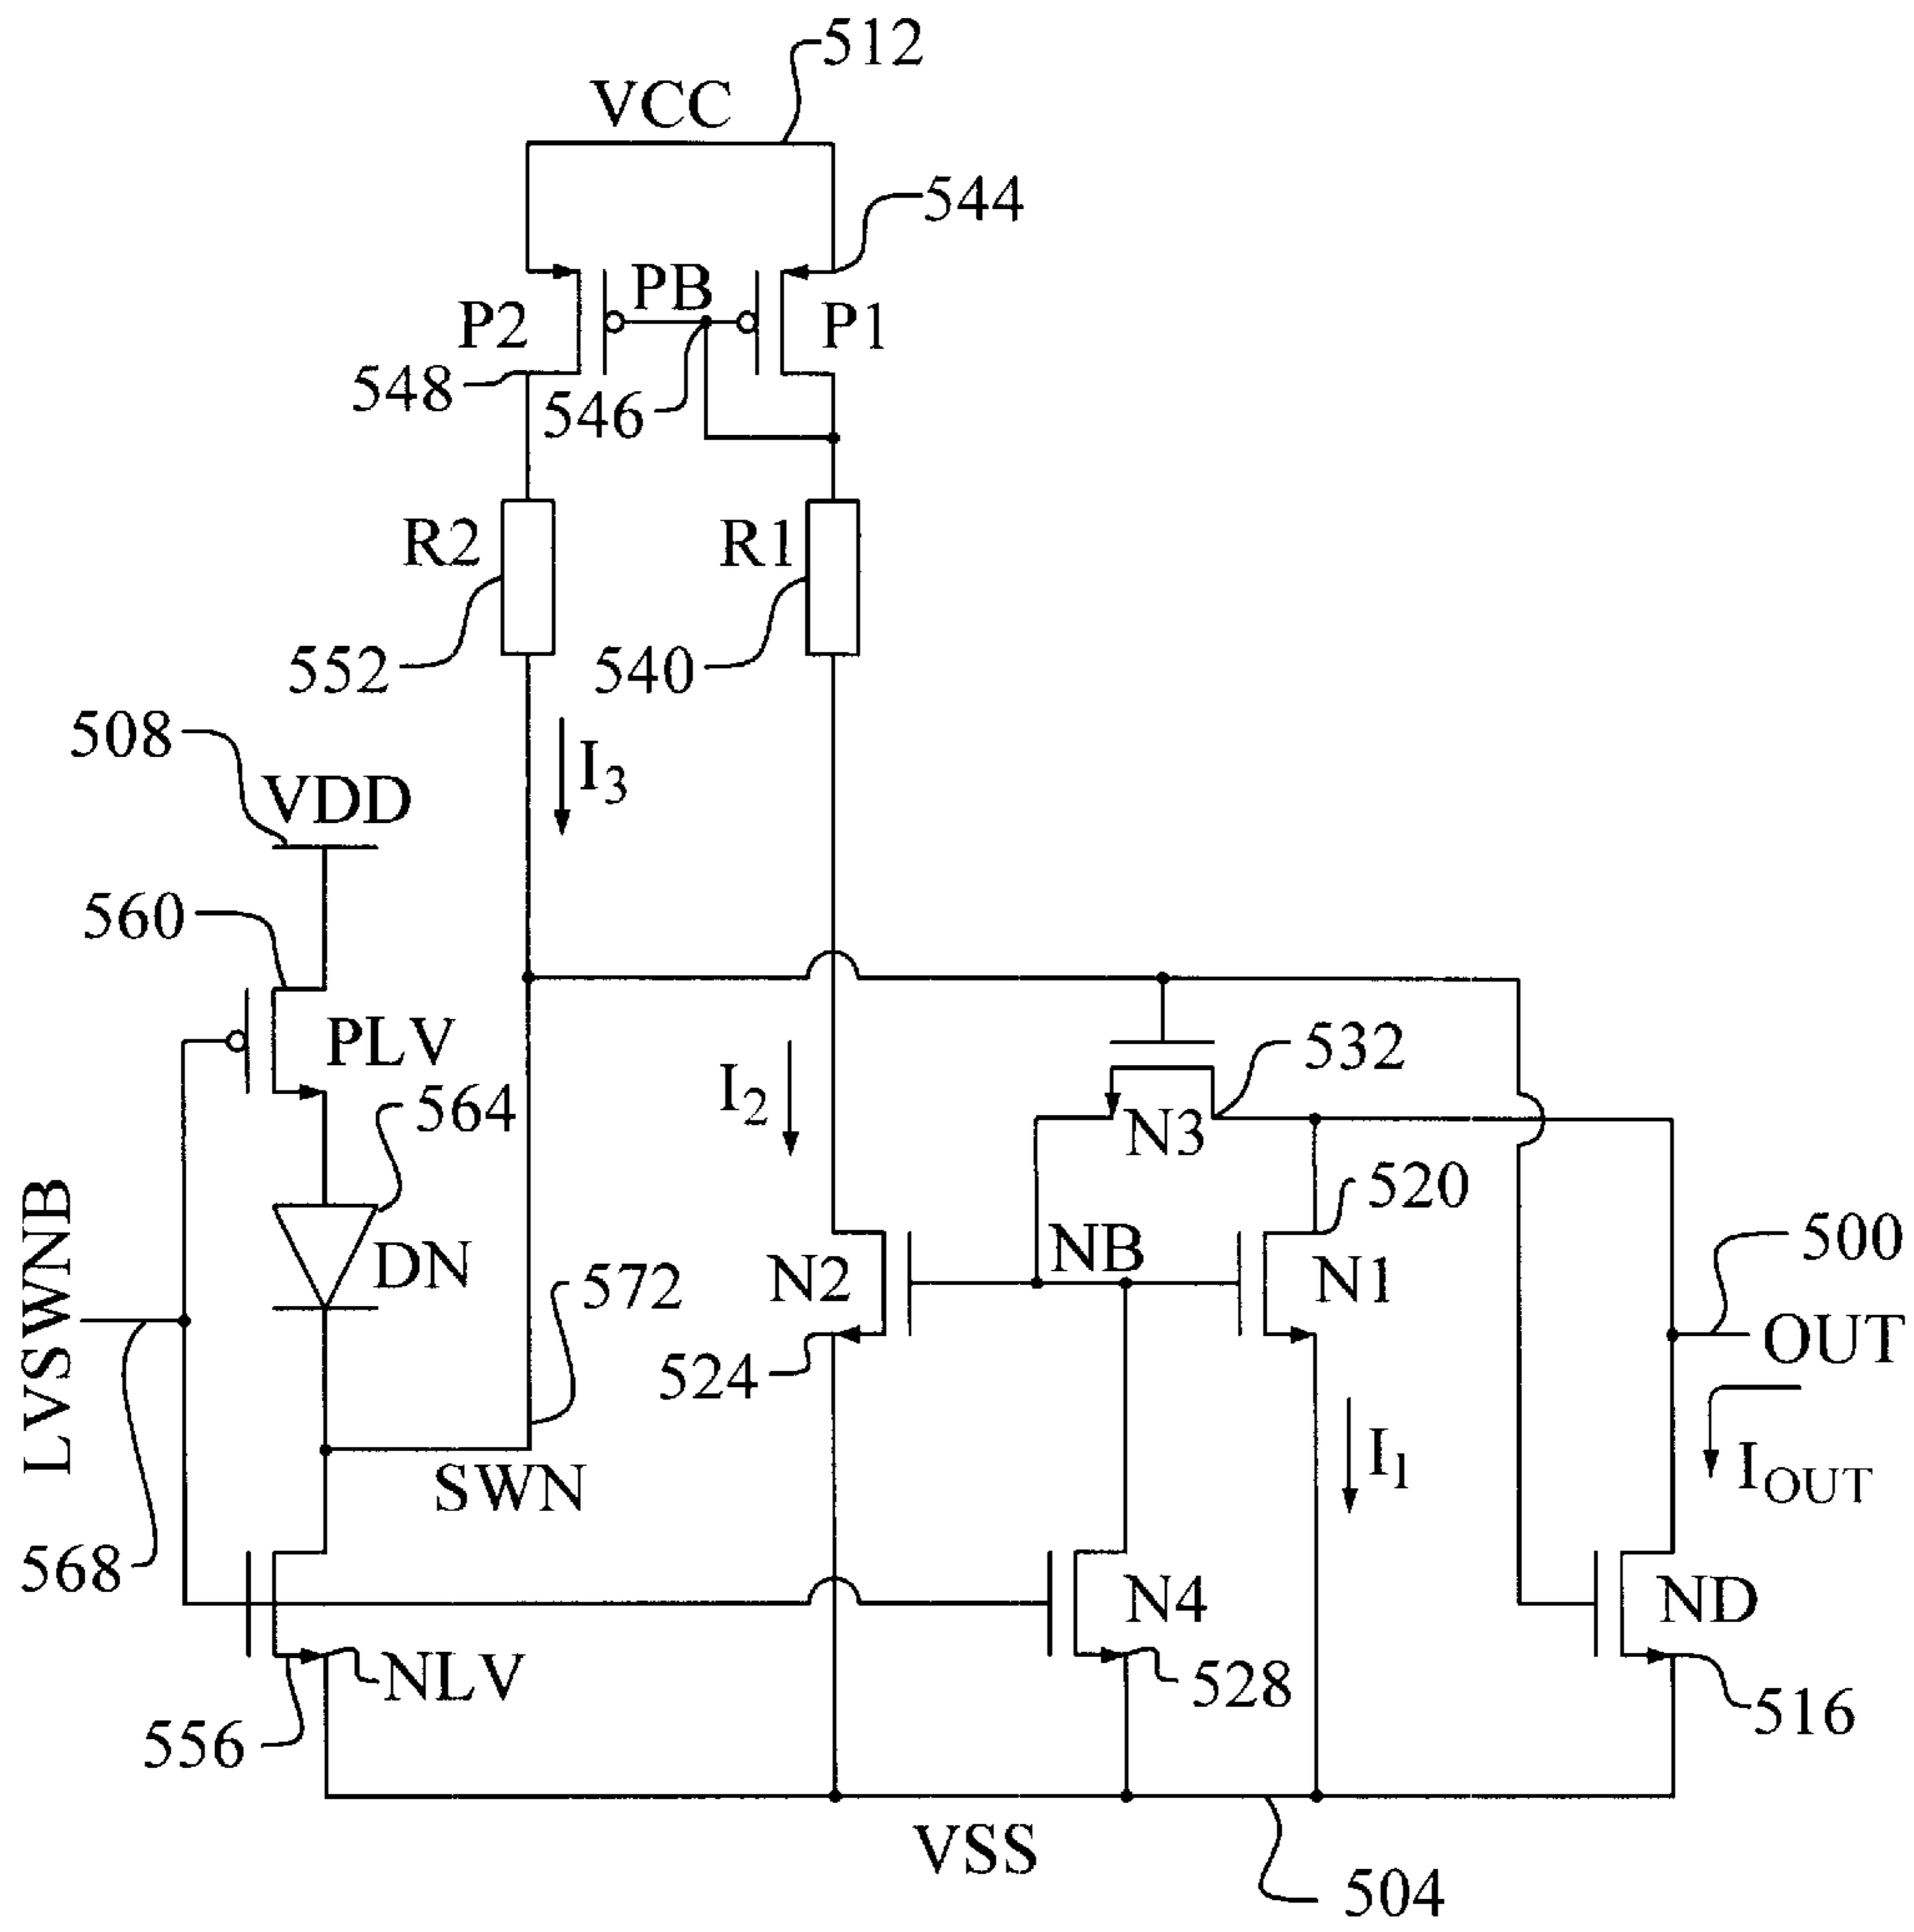 512
VCC
544
PB
P2
P1
548
546
R2
R1
552
540
508
I3
VDD
560
PLV
532
I2
564
N3
520
NB
500
N2
N1
DN
572
OUT
524
LVSWNB
I1
IOUT
SWN
568
N4
ND
NLV
528
556
516
VSS
504